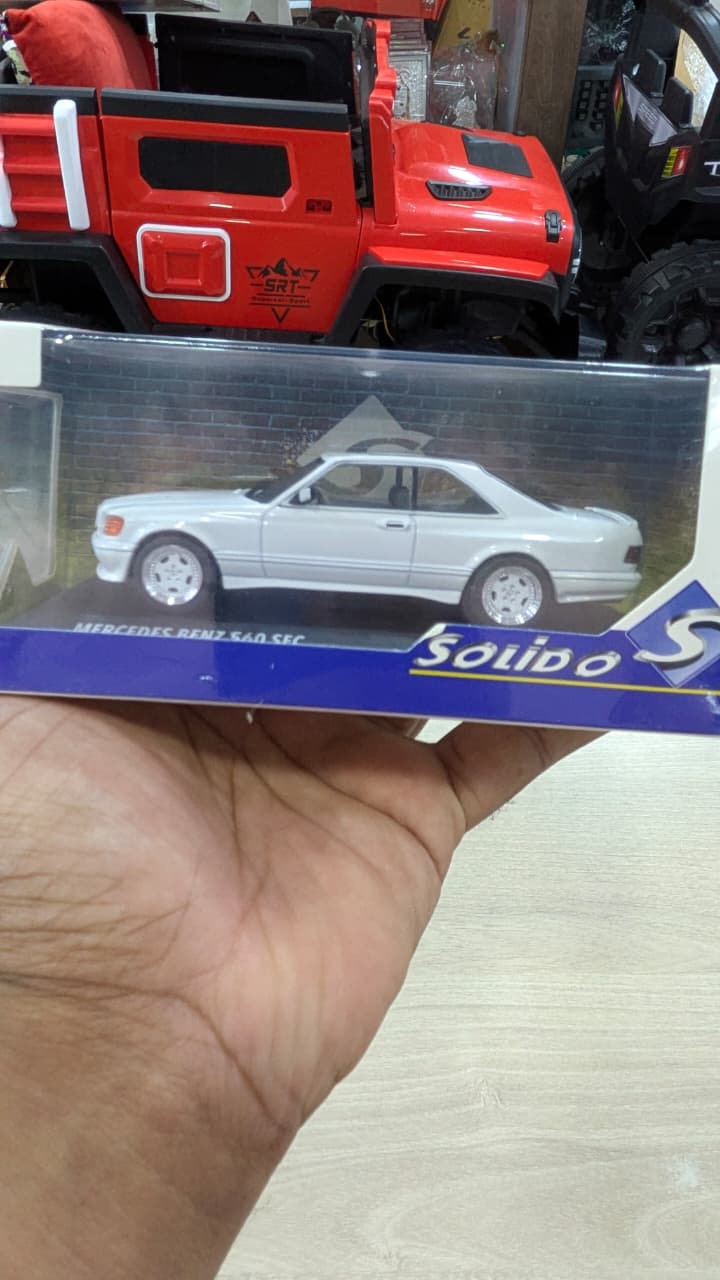 SRT
MERCEDES BENZ 560 SEC
SOLIDO
S